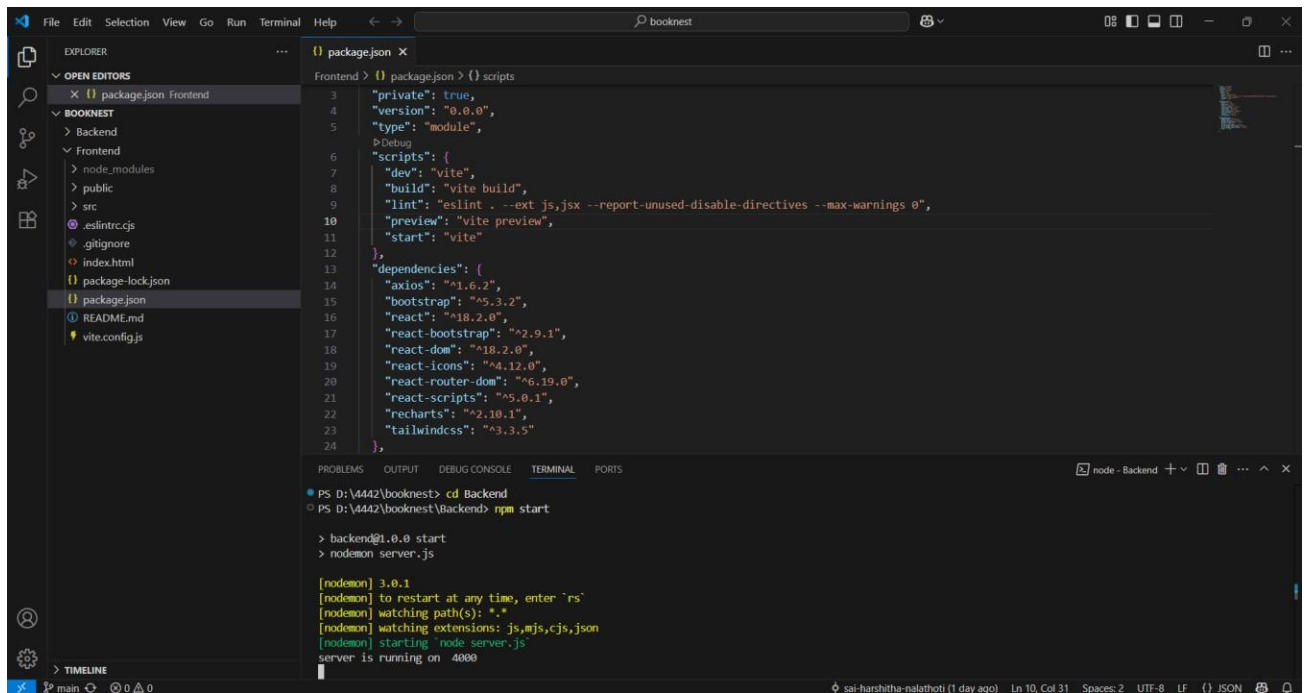 File Edit Selection View Go Run Terminal Help
booknest
EXPLORER
OPEN EDITORS
package.json Frontend
BOOKNEST
Backend
Frontend
node_modules
public
src
.eslintrc.cjs
.gitignore
index.html
package-lock.json
package.json
README.md
vite.config.js
TIMELINE
package.json
Frontend > {} package.json > {} scripts
3 "private": true,
4 "version": "0.0.0",
5 "type": "module",
Debug
6 "scripts": {
7 "dev": "vite",
8 "build": "vite build",
9 "lint": "eslint . --ext js,jsx --report-unused-disable-directives --max-warnings 0",
10 "preview": "vite preview",
11 "start": "vite"
12 },
13 "dependencies": {
14 "axios": "^1.6.2",
15 "bootstrap": "^5.3.2",
16 "react": "^18.2.0",
17 "react-bootstrap": "^2.9.1",
18 "react-dom": "^18.2.0",
19 "react-icons": "^4.12.0",
20 "react-router-dom": "^6.19.0",
21 "react-scripts": "^5.0.1",
22 "recharts": "^2.10.1",
23 "tailwindcss": "^3.3.5"
24 },
PROBLEMS OUTPUT DEBUG CONSOLE TERMINAL PORTS
node - Backend
PS D:\4442\booknest> cd Backend
PS D:\4442\booknest\Backend> npm start
> backend@1.0.0 start
> nodemon server.js
[nodemon] 3.0.1
[nodemon] to restart at any time, enter `rs`
[nodemon] watching path(s): *.*
[nodemon] watching extensions: js,mjs,cjs,json
[nodemon] starting `node server.js`
server is running on 4000
main 0 0 sai-harshitha-nalathoti (1 day ago) Ln 10, Col 31 Spaces: 2 UTF-8 LF {} JSON